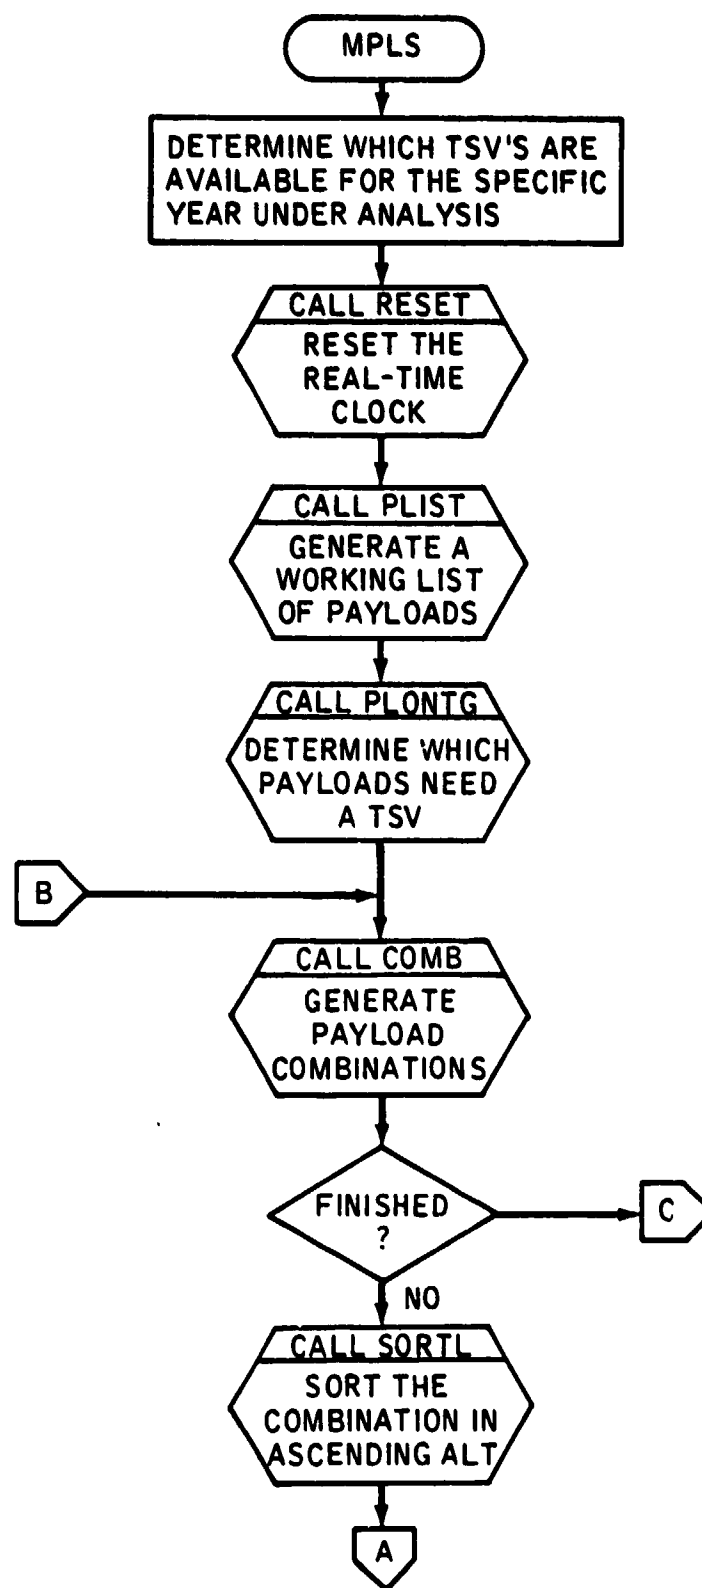 MPLS
DETERMINE WHICH TSV'S ARE
AVAILABLE FOR THE SPECIFIC
YEAR UNDER ANALYSIS
CALL RESET
RESET THE
REAL-TIME
CLOCK
CALL PLIST
GENERATE A
WORKING LIST
OF PAYLOADS
CALL PLONTG
DETERMINE WHICH
PAYLOADS NEED
A TSV
B
CALL COMB
GENERATE
PAYLOAD
COMBINATIONS
FINISHED
?
C
NO
CALL SORTL
SORT THE
COMBINATION IN
ASCENDING ALT
A